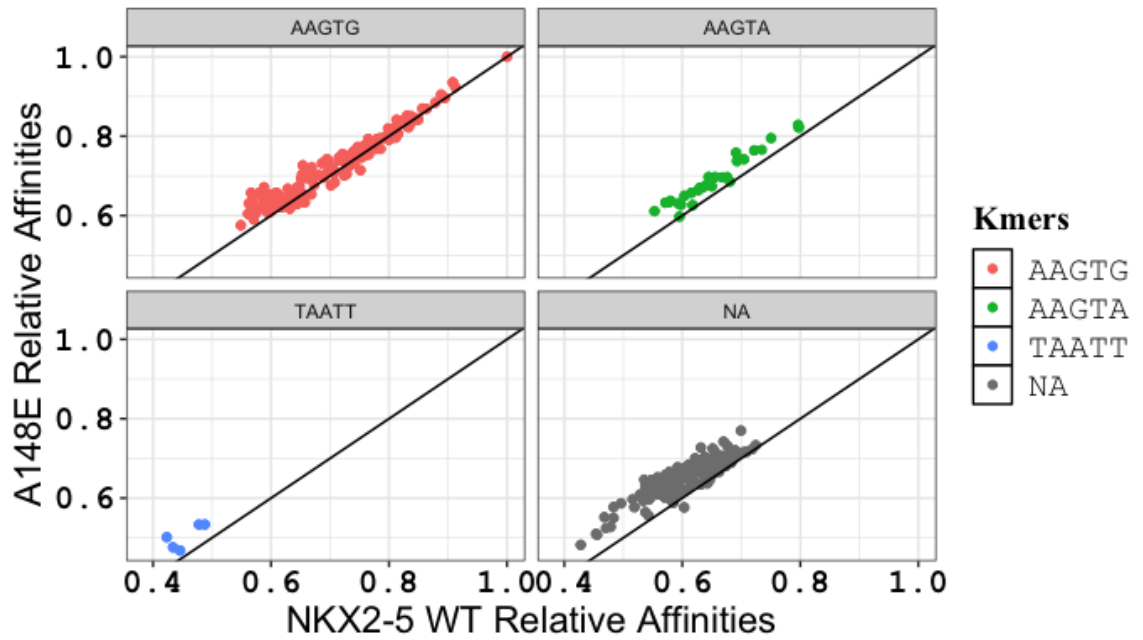 AAGTG
AAGTA
1.0
0.8
0.6
TAATT
NA
1.0
0.8
0.6
0.4 0.6 0.8 1.0 0.4 0.6 0.8 1.0
A148E Relative Affinities
NKX2-5 WT Relative Affinities
Kmers
AAGTG
AAGTA
TAATT
NA